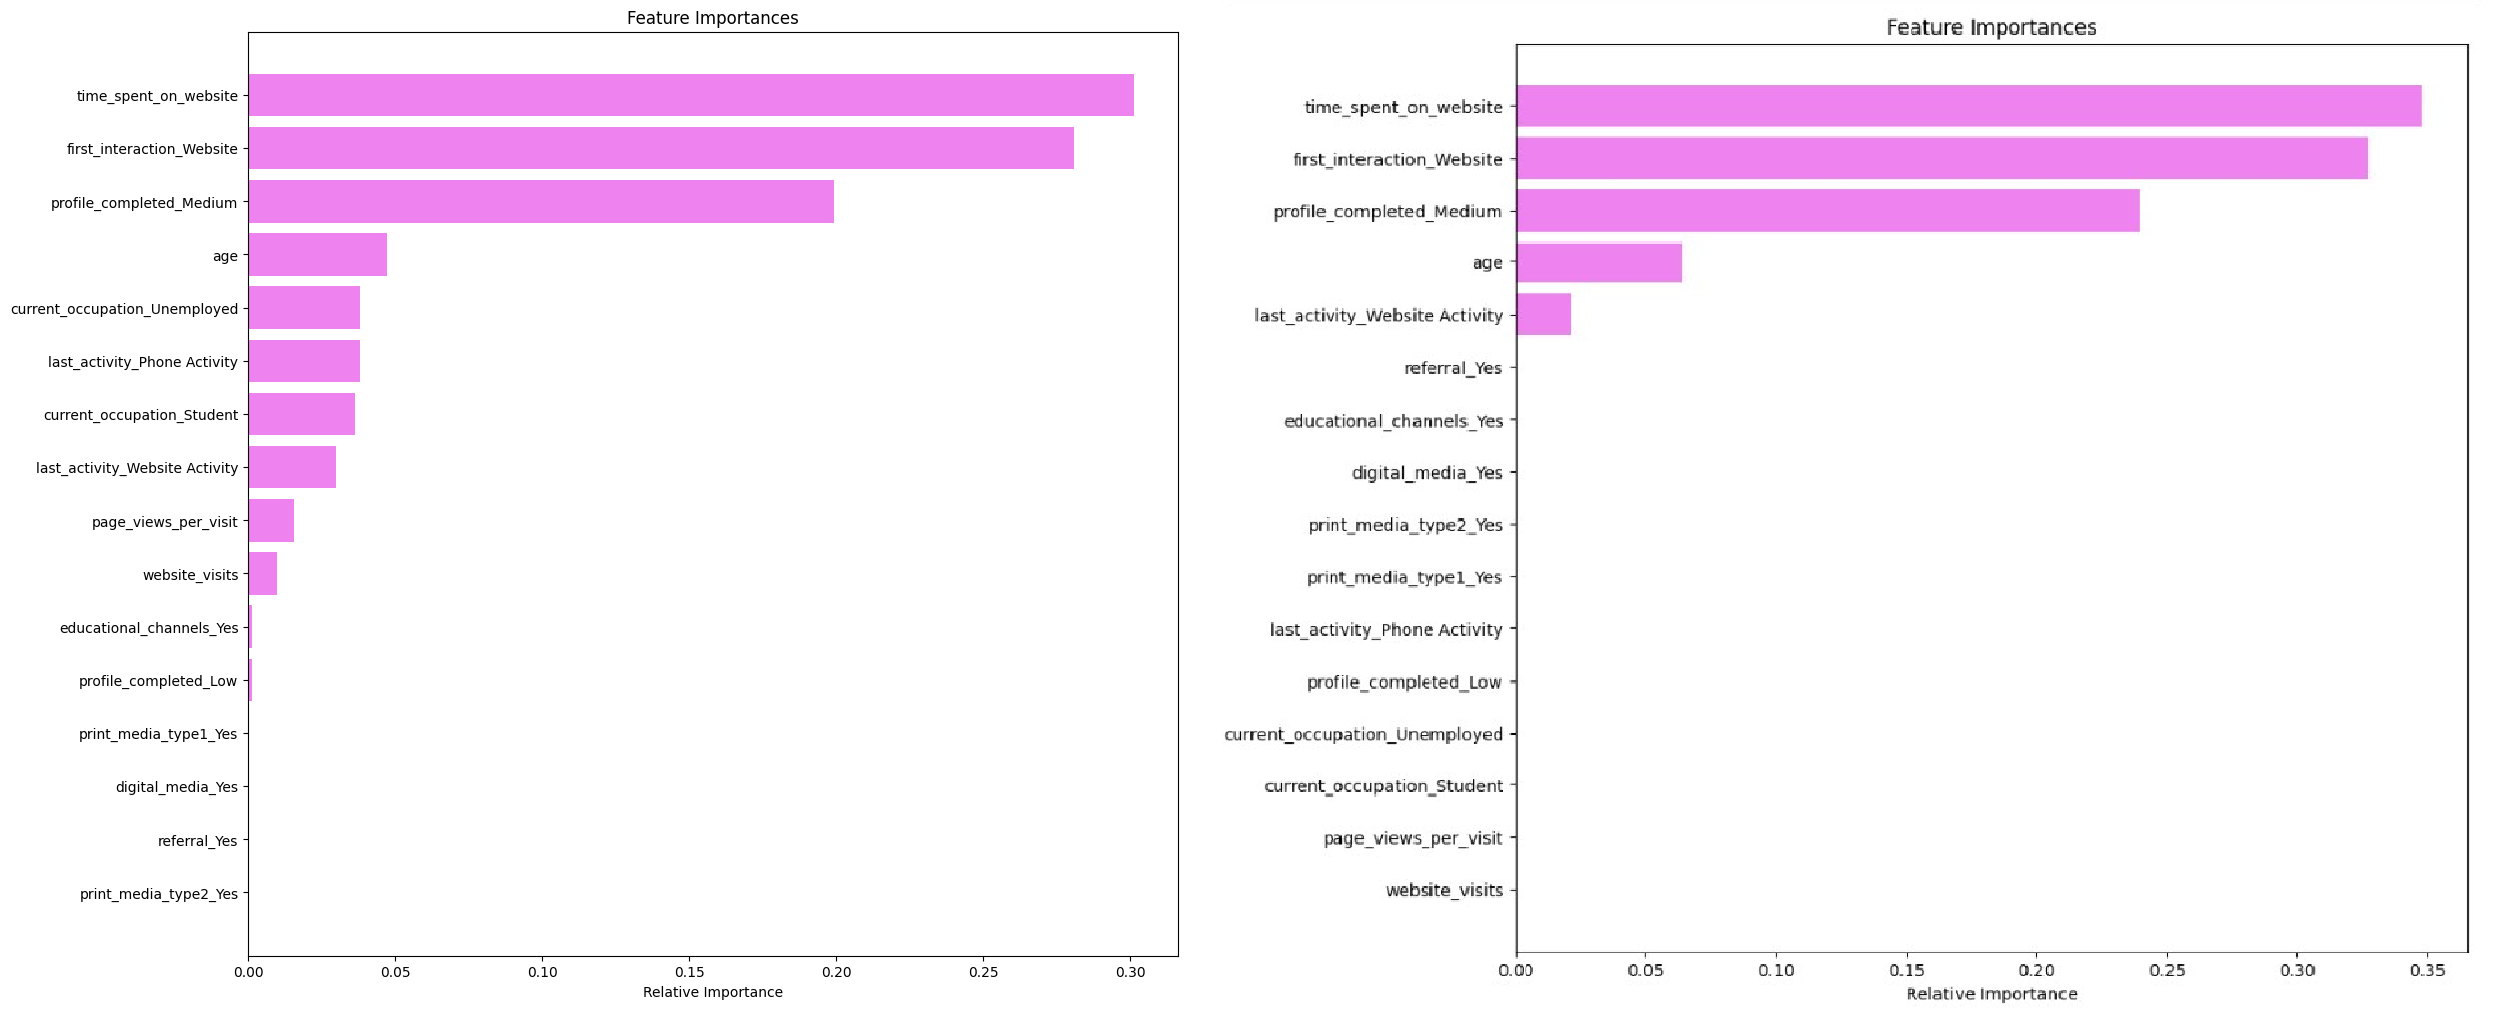 Feature Importances
time_spent_on_website
first_interaction_Website
profile_completed_Medium
age
current_occupation_Unemployed
last_activity_Phone Activity
current_occupation_Student
last_activity_Website Activity
page_views_per_visit
website_visits
educational_channels_Yes
profile_completed_Low
print_media_type1_Yes
digital_media_Yes
referral_Yes
print_media_type2_Yes
0.00 0.05 0.10 0.15 0.20 0.25 0.30
Relative Importance
Feature Importances
time_spent_on_website
first_interaction_Website
profile_completed_Medium
age
last_activity_Website Activity
referral_Yes
educational_channels_Yes
digital_media_Yes
print_media_type2_Yes
print_media_type1_Yes
last_activity_Phone Activity
profile_completed_Low
current_occupation_Unemployed
current_occupation_Student
page_views_per_visit
website_visits
0.00 0.05 0.10 0.15 0.20 0.25 0.30 0.35
Relative Importance